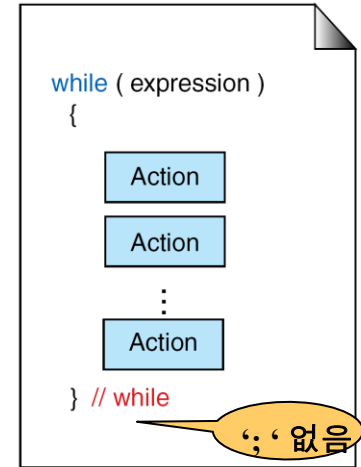 while ( expression )
{
Action
Action
⋮
Action
} // while
‘; ‘ 없음